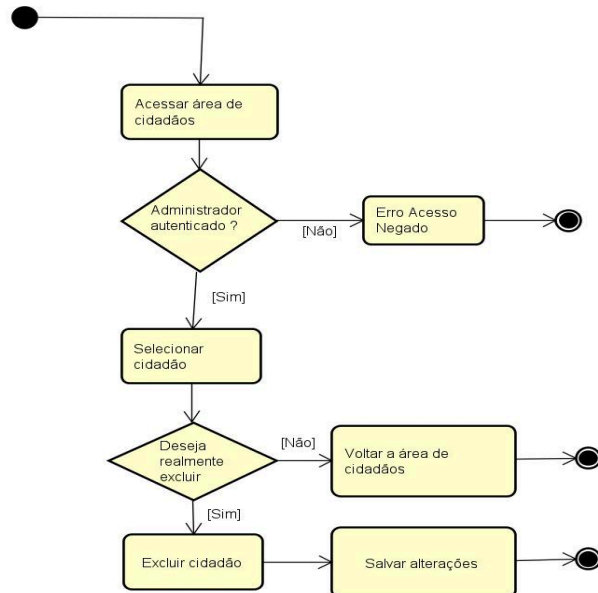 Acessar área de
cidadãos
Administrador
autenticado ?
[Não]
Erro Acesso
Negado
[Sim]
Selecionar
cidadão
Deseja
realmente
excluir
[Não]
Voltar a área de
cidadãos
[Sim]
Excluir cidadão
Salvar alterações